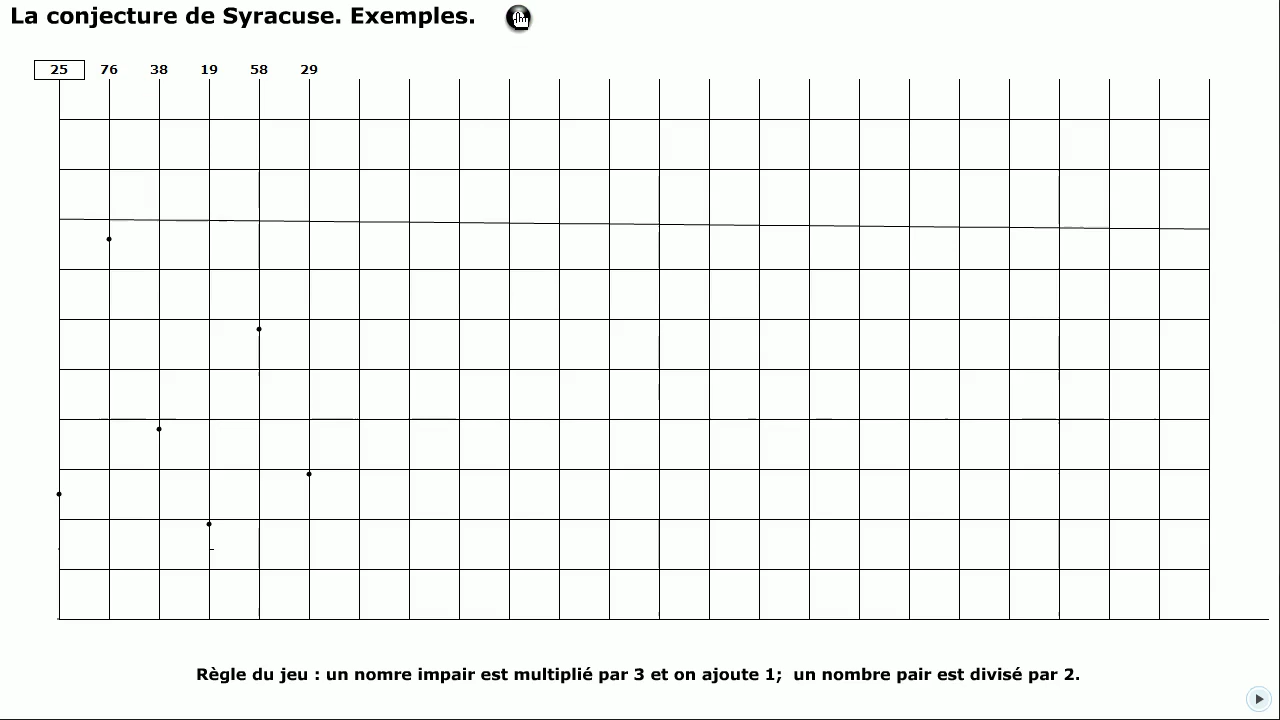 La conjecture de Syracuse. Exemples.
25 76 38 19 58 29
Règle du jeu : un nomre impair est multiplié par 3 et on ajoute 1; un nombre pair est divisé par 2.